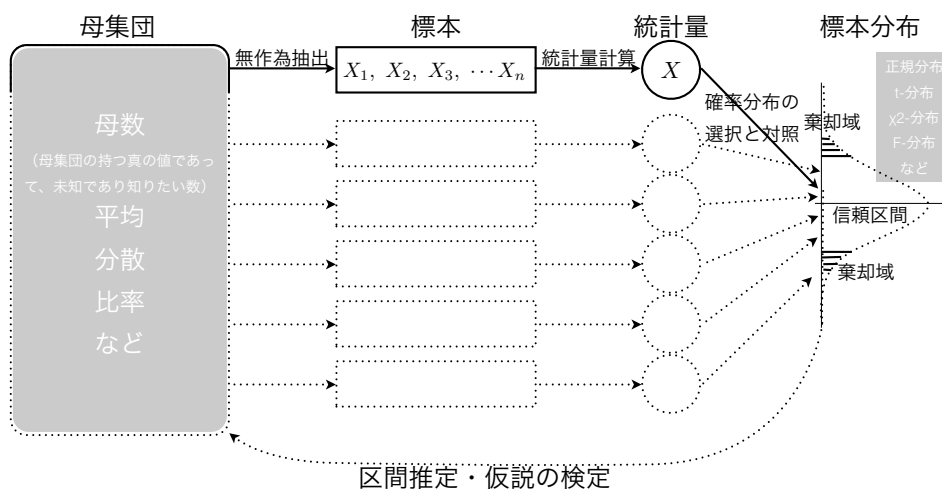 母集団
標本
統計量
標本分布
無作為抽出
X₁, X₂, X₃, ⋯Xₙ
統計量計算
X
正規分布
t-分布
χ2-分布
F-分布
など
確率分布の
選択と対照
棄却域
母数
(母集団の持つ真の値であっ
て、未知であり知りたい数)
平均
分散
比率
など
信頼区間
棄却域
区間推定・仮説の検定